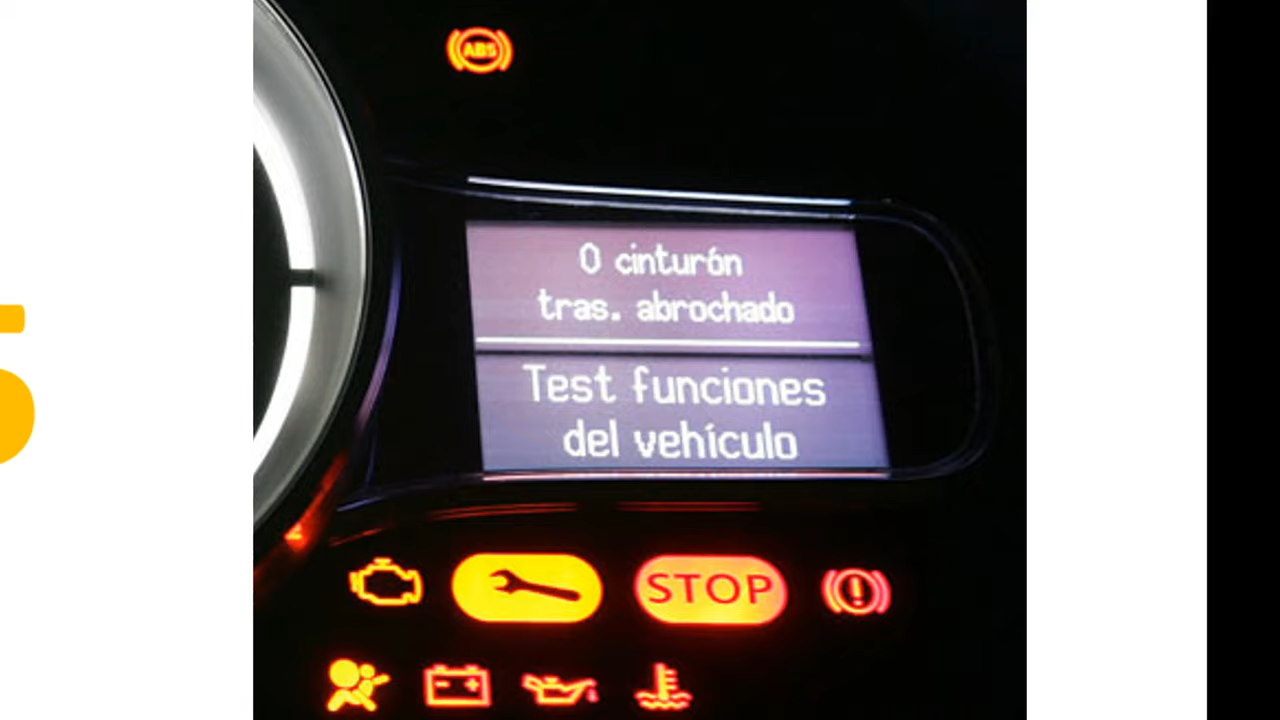 ABS
0 cinturón
tras. abrochado
Test funciones
del vehículo
STOP